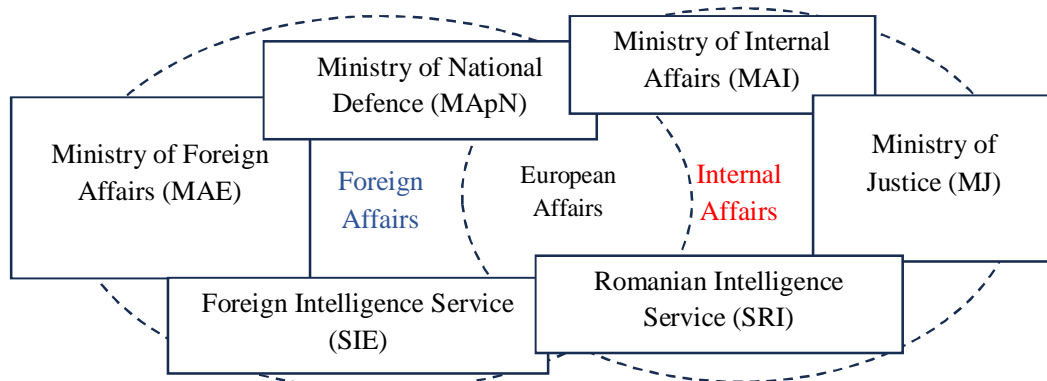 Ministry of National
Defence (MApN)
Ministry of Internal
Affairs (MAI)
Ministry of Foreign
Affairs (MAE)
Ministry of
Justice (MJ)
Foreign
Affairs
European
Affairs
Internal
Affairs
Foreign Intelligence Service
(SIE)
Romanian Intelligence
Service (SRI)